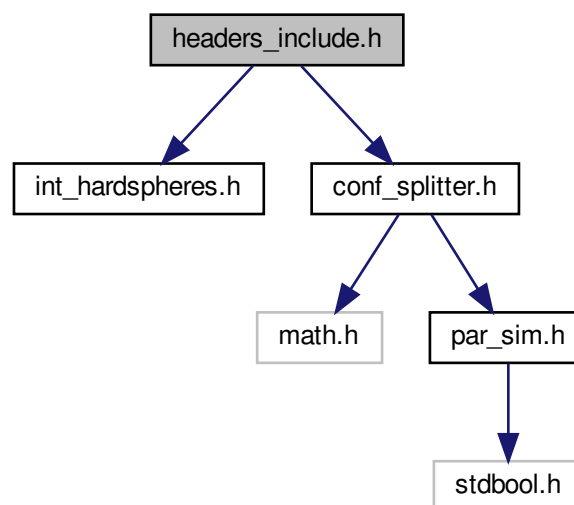 headers_include.h
int_hardspheres.h
conf_splitter.h
math.h
par_sim.h
stdbool.h